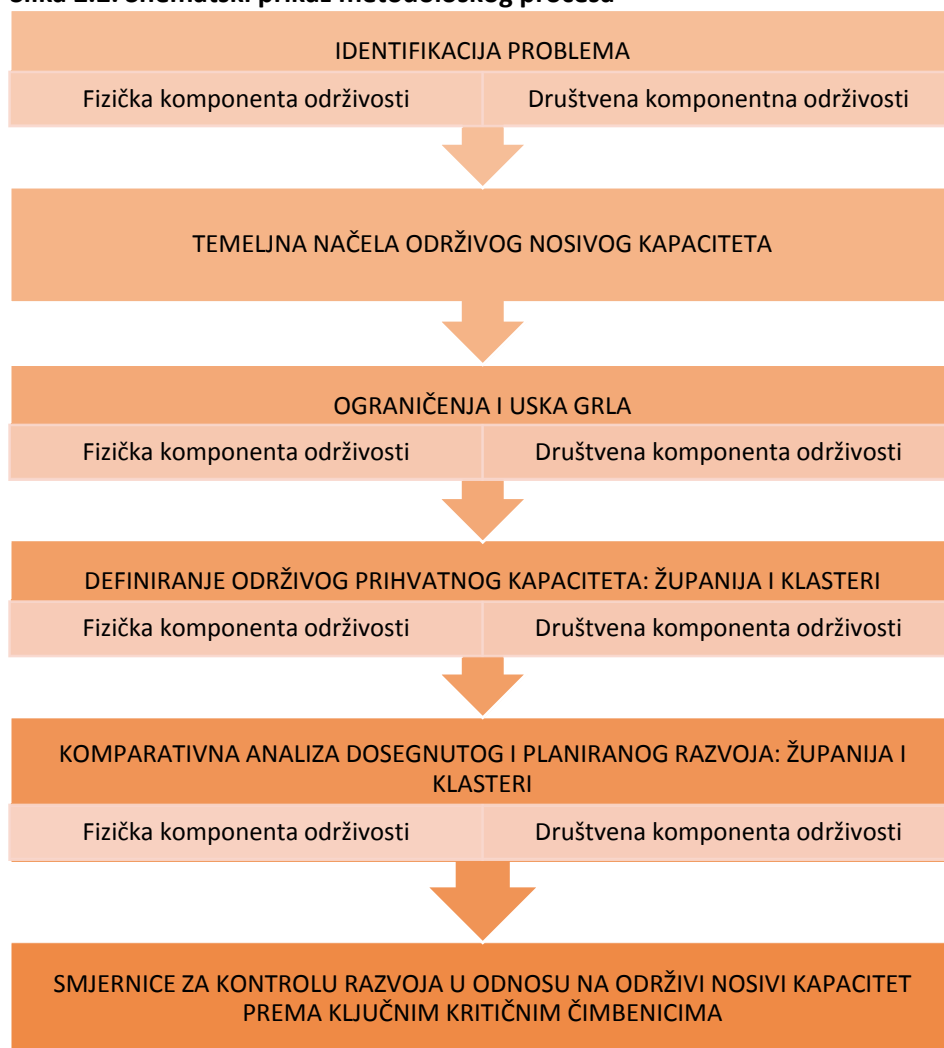 Slika 2.2. Shematski prikaz metodološkog procesa
IDENTIFIKACIJA PROBLEMA
Fizička komponenta održivosti
Društvena komponentna održivosti
TEMELJNA NAČELA ODRŽIVOG NOSIVOG KAPACITETA
OGRANIČENJA I USKA GRLA
Fizička komponenta održivosti
Društvena komponenta održivosti
DEFINIRANJE ODRŽIVOG PRIHVATNOG KAPACITETA: ŽUPANIJA I KLASTERI
Fizička komponenta održivosti
Društvena komponenta održivosti
KOMPARATIVNA ANALIZA DOSEGNUTOG I PLANIRANOG RAZVOJA: ŽUPANIJA I
KLASTERI
Fizička komponenta održivosti
Društvena komponenta održivosti
SMJERNICE ZA KONTROLU RAZVOJA U ODNOSU NA ODRŽIVI NOSIVI KAPACITET
PREMA KLJUČNIM KRITIČNIM ČIMBENICIMA